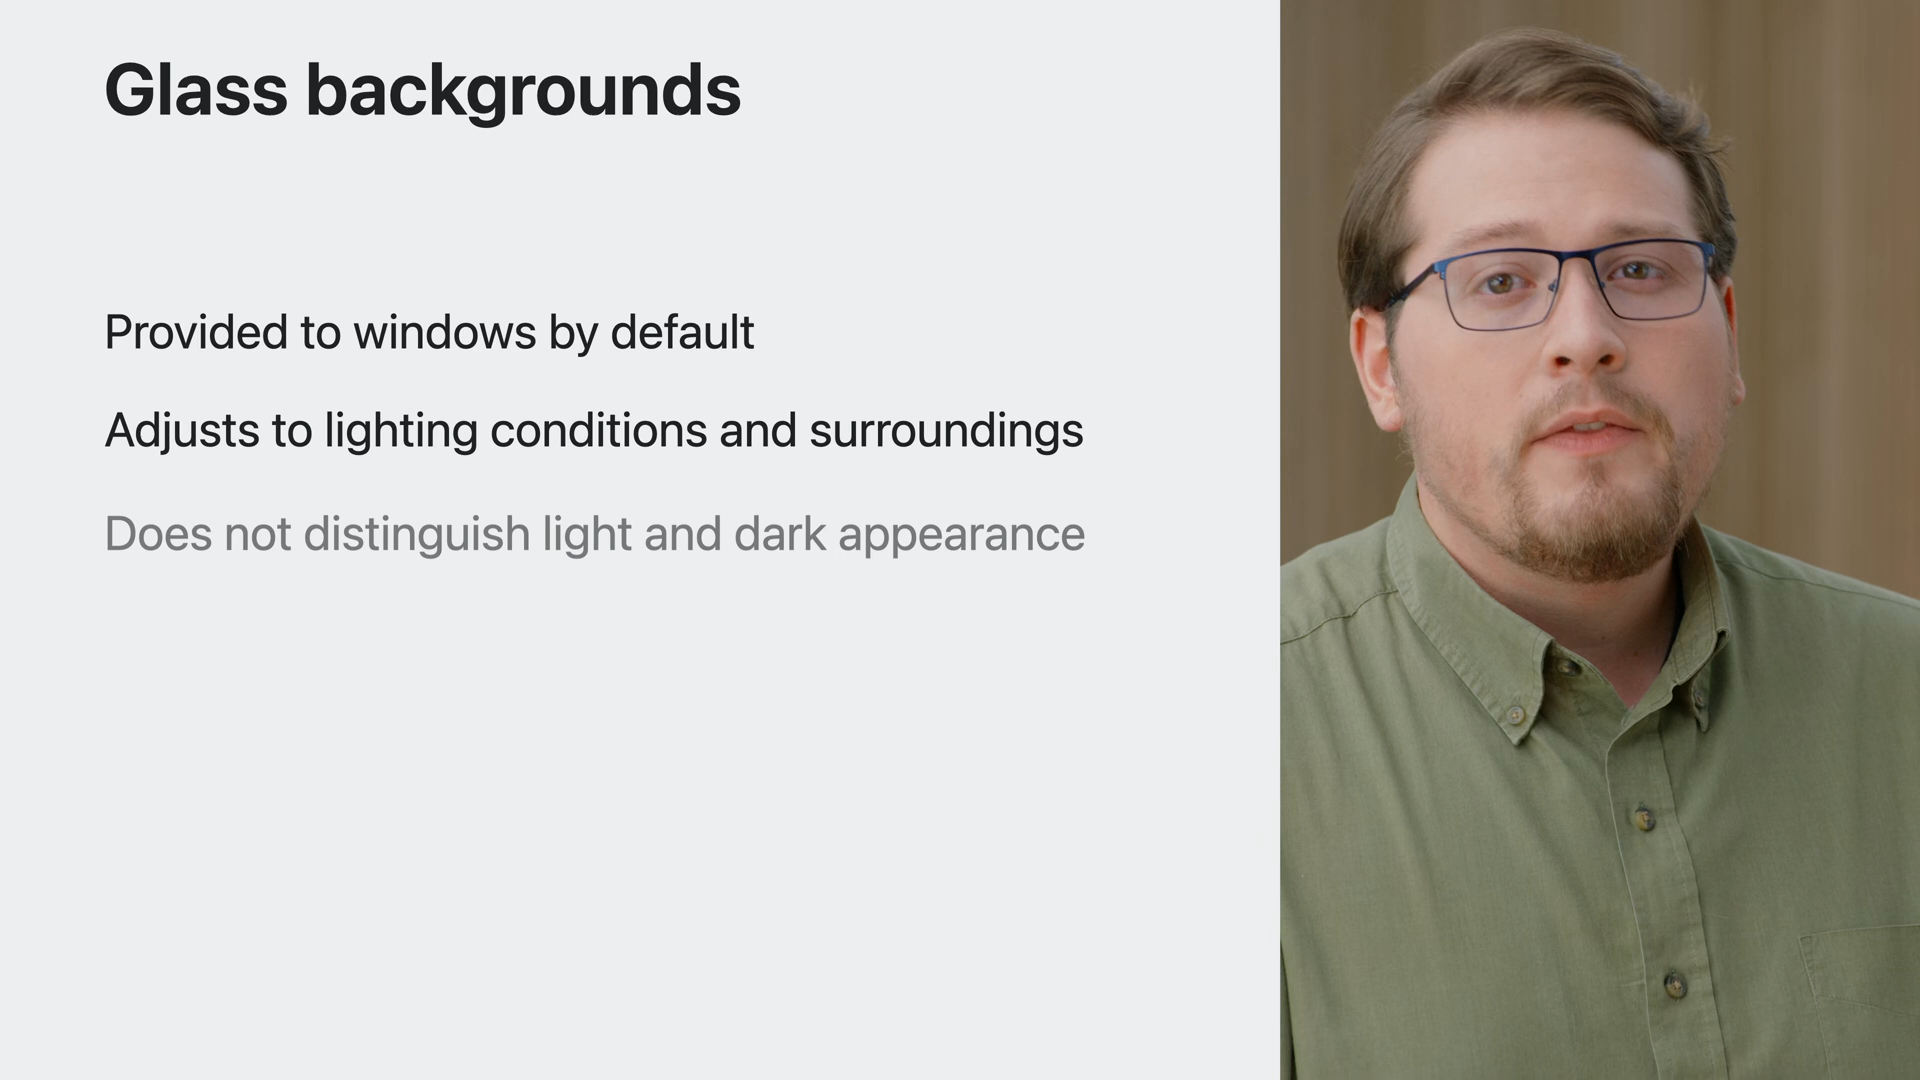 Glass backgrounds
Provided to windows by default
Adjusts to lighting conditions and surroundings
Does not distinguish light and dark appearance